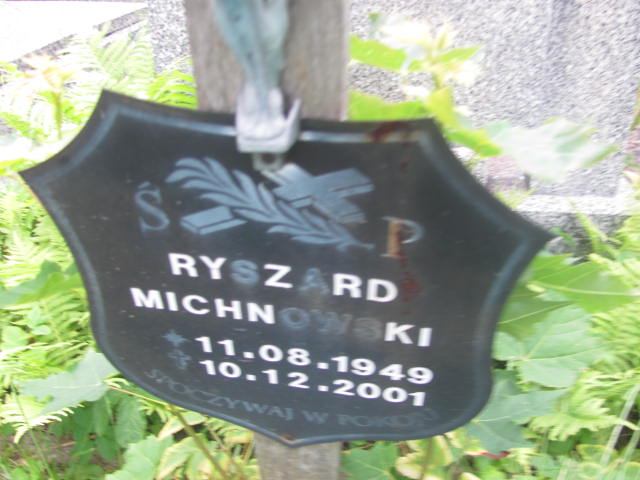 Ś P
RYSZARD
MICHNOWSKI
* 11.08.1949
† 10.12.2001
SPOCZYWAJ W POKOJU